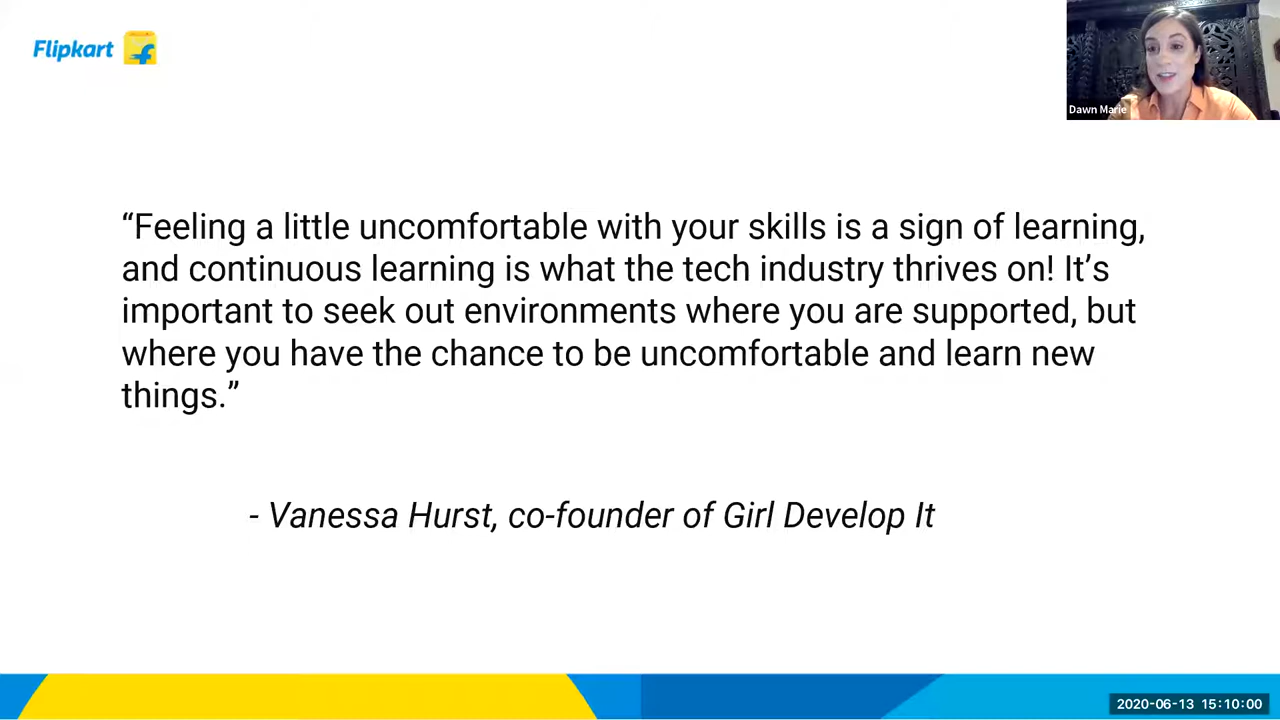 Flipkart
Dawn Marie
“Feeling a little uncomfortable with your skills is a sign of learning,
and continuous learning is what the tech industry thrives on! It’s
important to seek out environments where you are supported, but
where you have the chance to be uncomfortable and learn new
things.”
- Vanessa Hurst, co-founder of Girl Develop It
2020-06-13 15:10:00